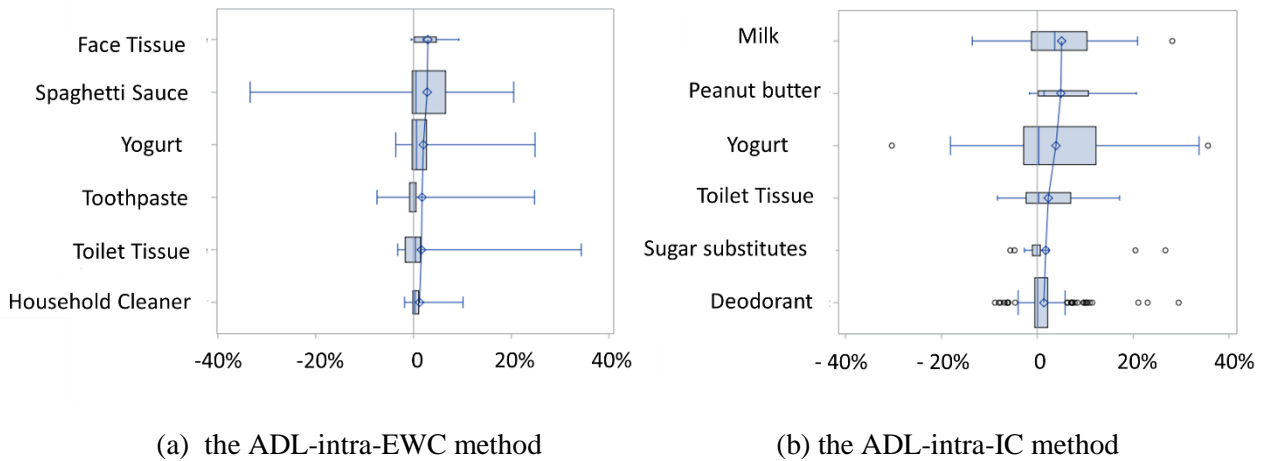 Face Tissue
Spaghetti Sauce
Yogurt
Toothpaste
Toilet Tissue
Household Cleaner
-40% -20% 0 20% 40%
(a) the ADL-intra-EWC method
Milk
Peanut butter
Yogurt
Toilet Tissue
Sugar substitutes
Deodorant
- 40% - 20% 0 20% 40%
(b) the ADL-intra-IC method